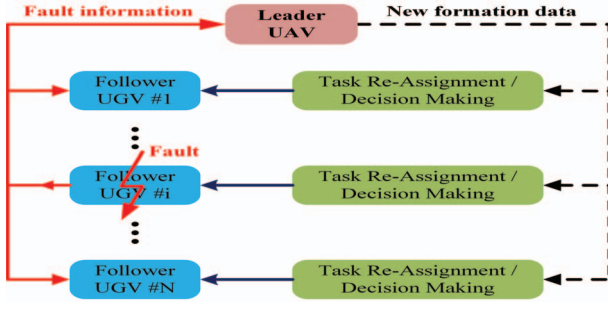 Fault information
Leader
UAV
New formation data
Follower
UGV #1
Task Re-Assignment /
Decision Making
Fault
Follower
UGV #i
Task Re-Assignment /
Decision Making
Follower
UGV #N
Task Re-Assignment /
Decision Making